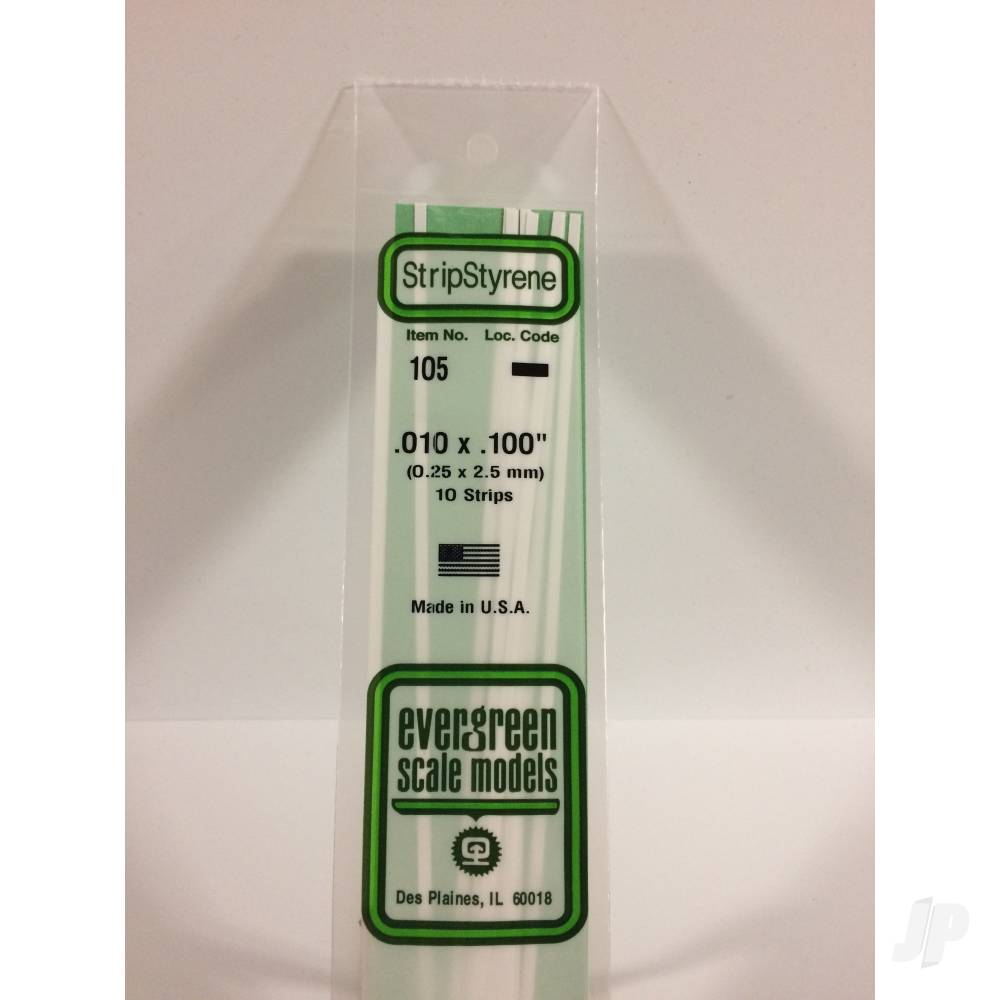 StripStyrene
Item No. Loc. Code
105
.010 x .100"
(0.25 x 2.5 mm)
10 Strips
Made in U.S.A.
evergreen
scale models
Des Plaines, IL 60018
JP